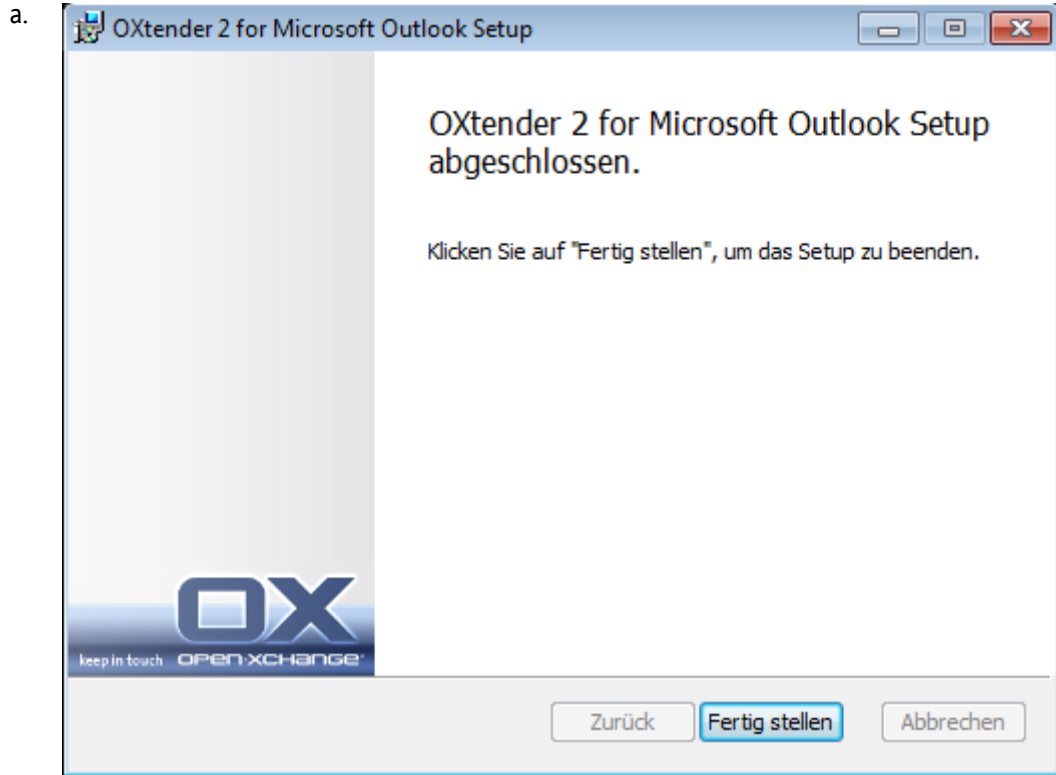 a.
OXtender 2 for Microsoft Outlook Setup
OXtender 2 for Microsoft Outlook Setup
abgeschlossen.
Klicken Sie auf "Fertig stellen", um das Setup zu beenden.
OX
keep in touch OPEN-XCHANGE®
Zurück Fertig stellen Abbrechen